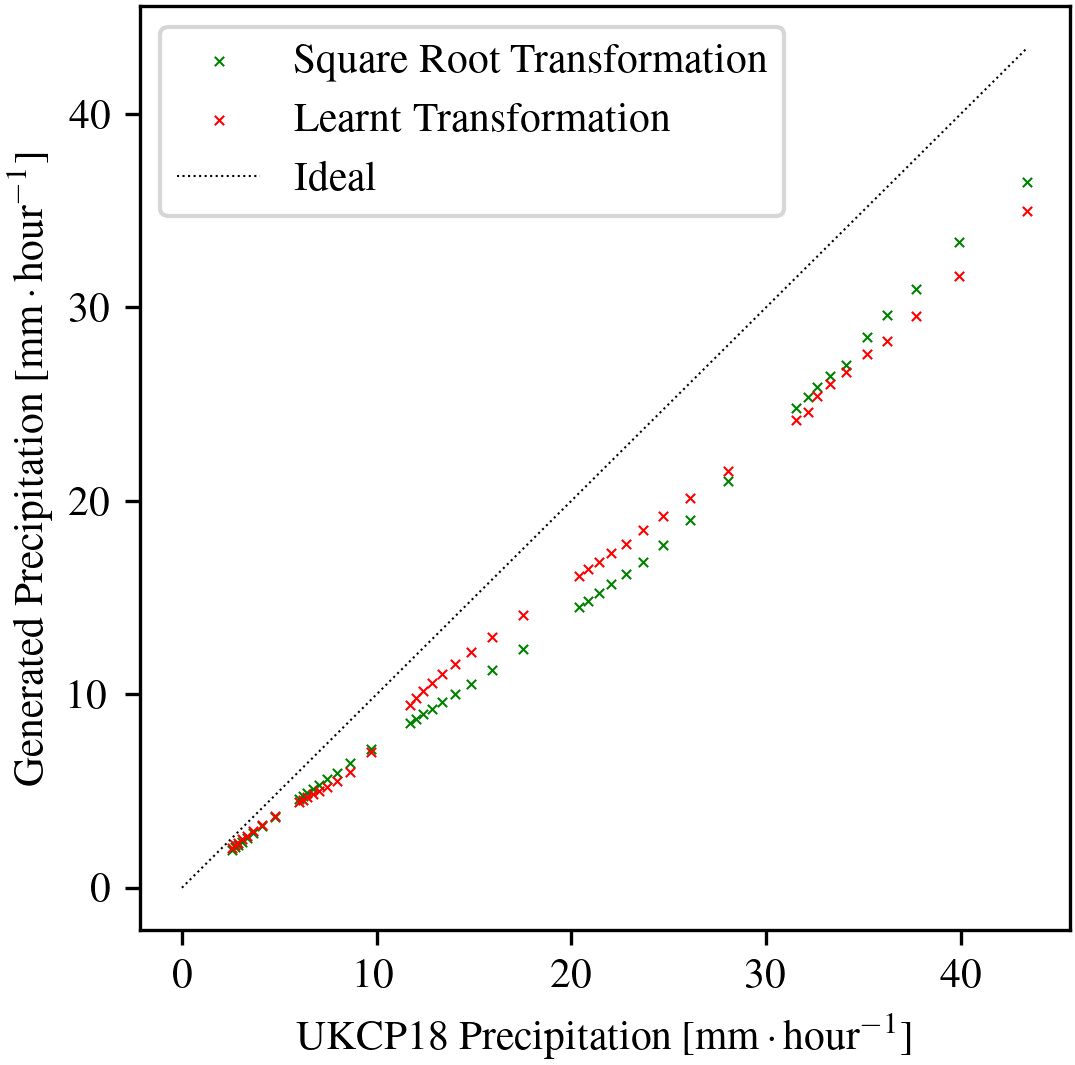 Square Root Transformation
Learnt Transformation
Ideal
40
30
20
10
0
Generated Precipitation [mm · hour⁻¹]
0 10 20 30 40
UKCP18 Precipitation [mm · hour⁻¹]